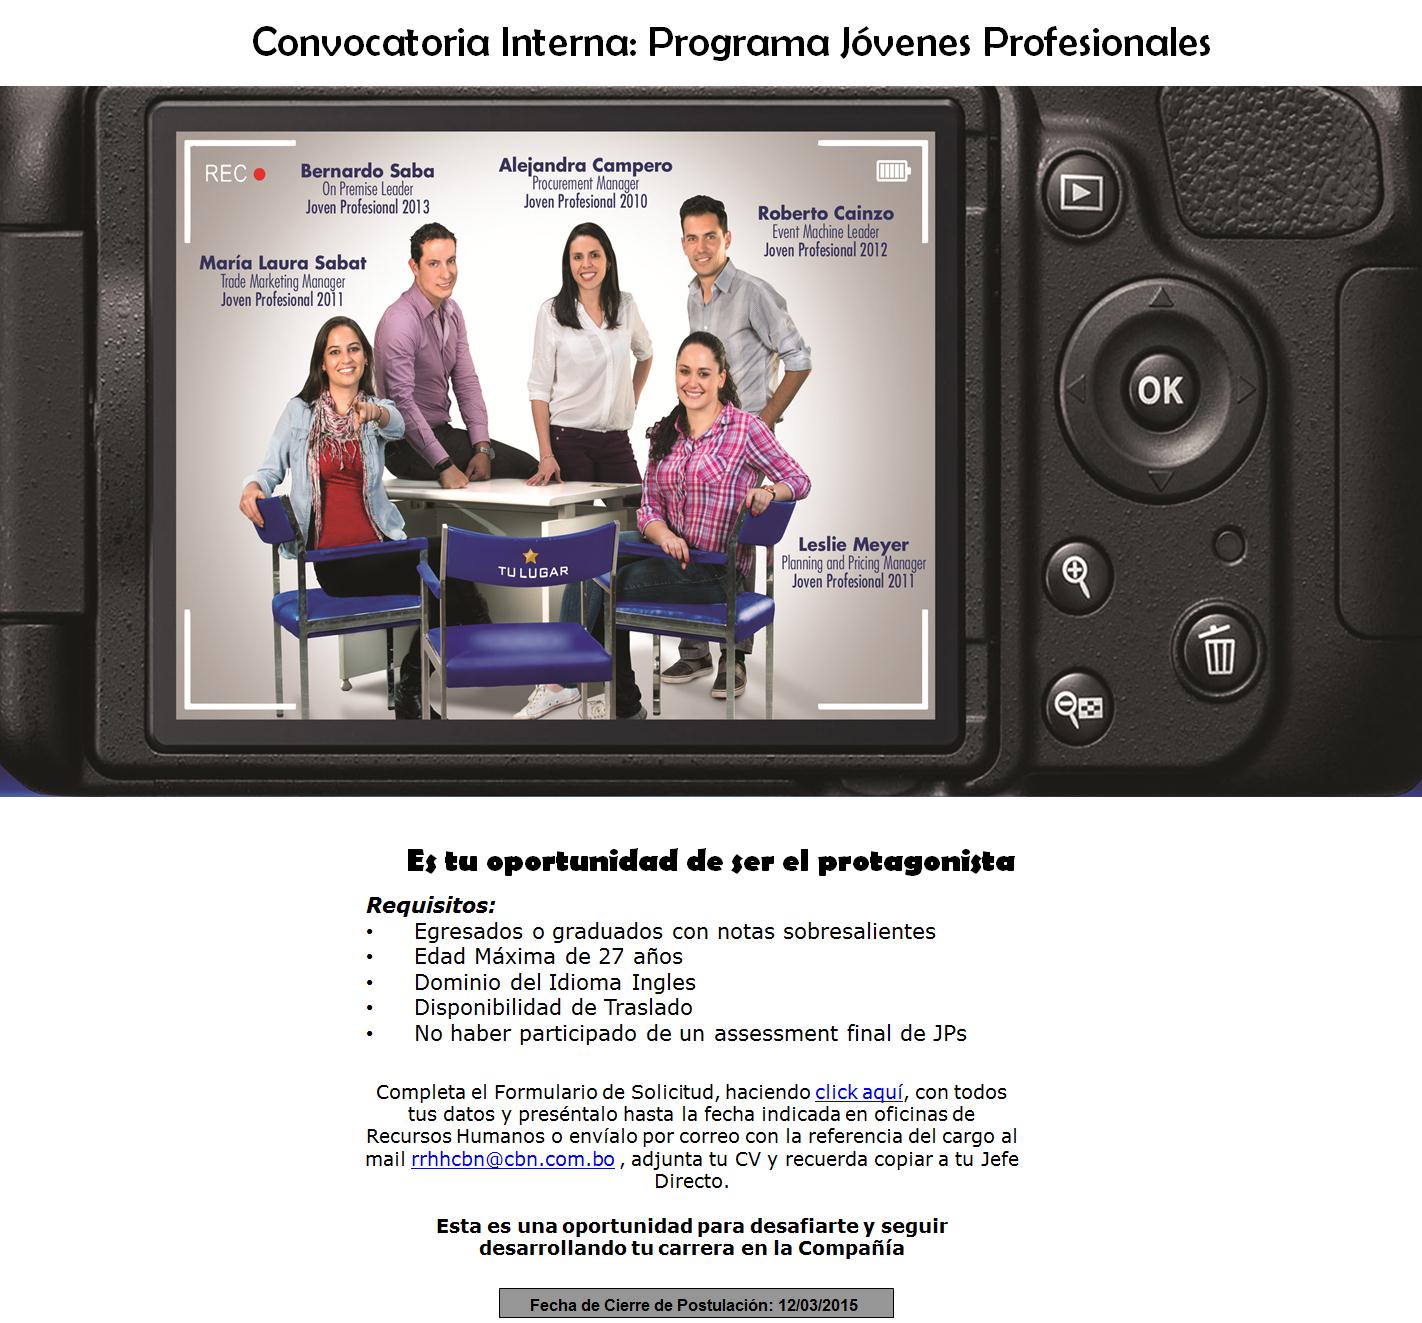 Convocatoria Interna: Programa Jóvenes Profesionales
REC
Bernardo Saba
On Premise Leader
Joven Profesional 2013
Alejandra Campero
Procurement Manager
Joven Profesional 2010
Roberto Cainzo
Event Machine Leader
Joven Profesional 2012
María Laura Sabat
Trade Marketing Manager
Joven Profesional 2011
OK
TU LUGAR
Leslie Meyer
Planning and Pricing Manager
Joven Profesional 2011
Es tu oportunidad de ser el protagonista
Requisitos:
• Egresados o graduados con notas sobresalientes
• Edad Máxima de 27 años
• Dominio del Idioma Ingles
• Disponibilidad de Traslado
• No haber participado de un assessment final de JPs
Completa el Formulario de Solicitud, haciendo click aquí, con todos
tus datos y preséntalo hasta la fecha indicada en oficinas de
Recursos Humanos o envíalo por correo con la referencia del cargo al
mail rrhhcbn@cbn.com.bo , adjunta tu CV y recuerda copiar a tu Jefe
Directo.
Esta es una oportunidad para desafiarte y seguir
desarrollando tu carrera en la Compañía
Fecha de Cierre de Postulación: 12/03/2015